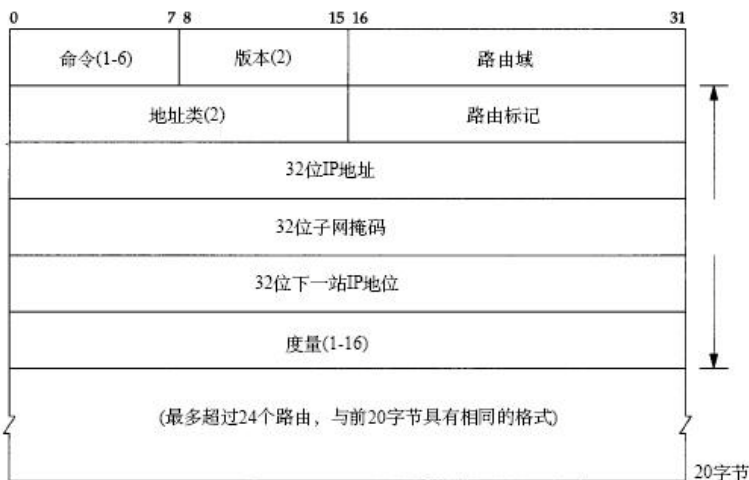 0 7 8 15 16 31
命令(1-6) 版本(2) 路由域
地址类(2) 路由标记
32位IP地址
32位子网掩码
32位下一站IP地位
度量(1-16)
(最多超过24个路由，与前20字节具有相同的格式)
20字节